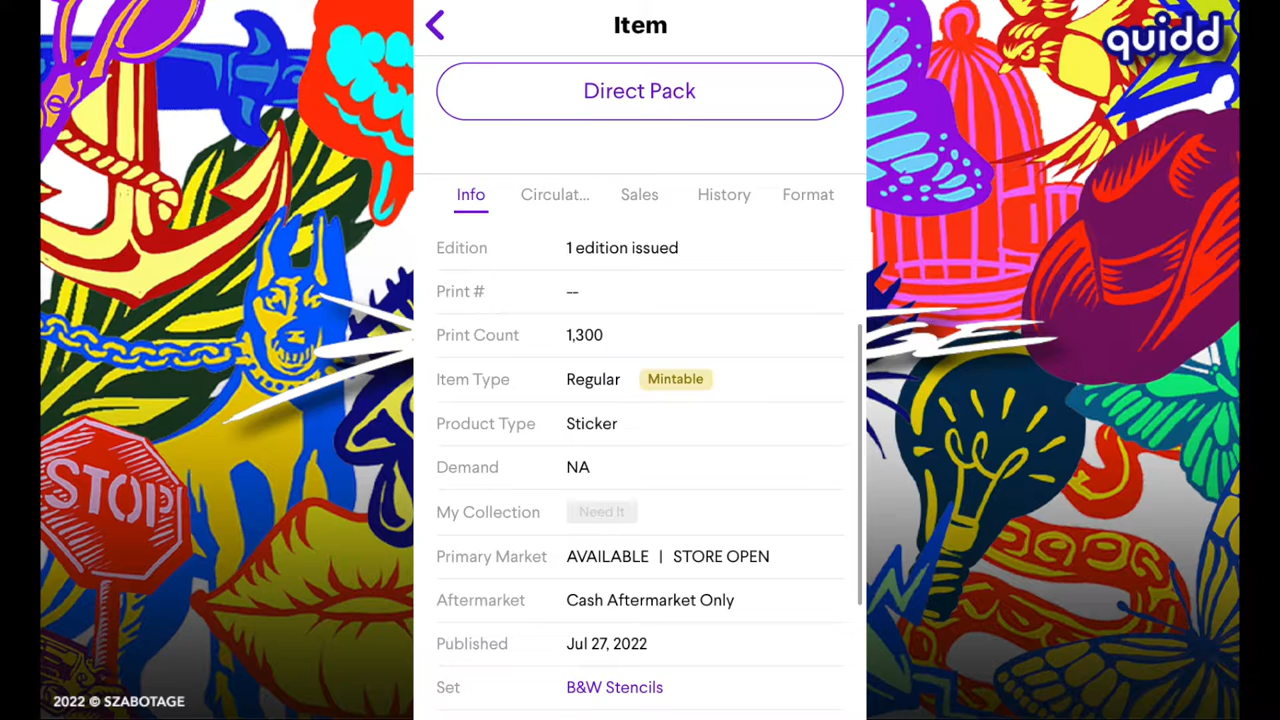 Item
quidd
Direct Pack
Info Circulat... Sales History Format
Edition 1 edition issued
Print # --
Print Count 1,300
Item Type Regular Mintable
Product Type Sticker
Demand NA
My Collection Need It
Primary Market AVAILABLE | STORE OPEN
Aftermarket Cash Aftermarket Only
Published Jul 27, 2022
Set B&W Stencils
STOP
2022 © SZABOTAGE